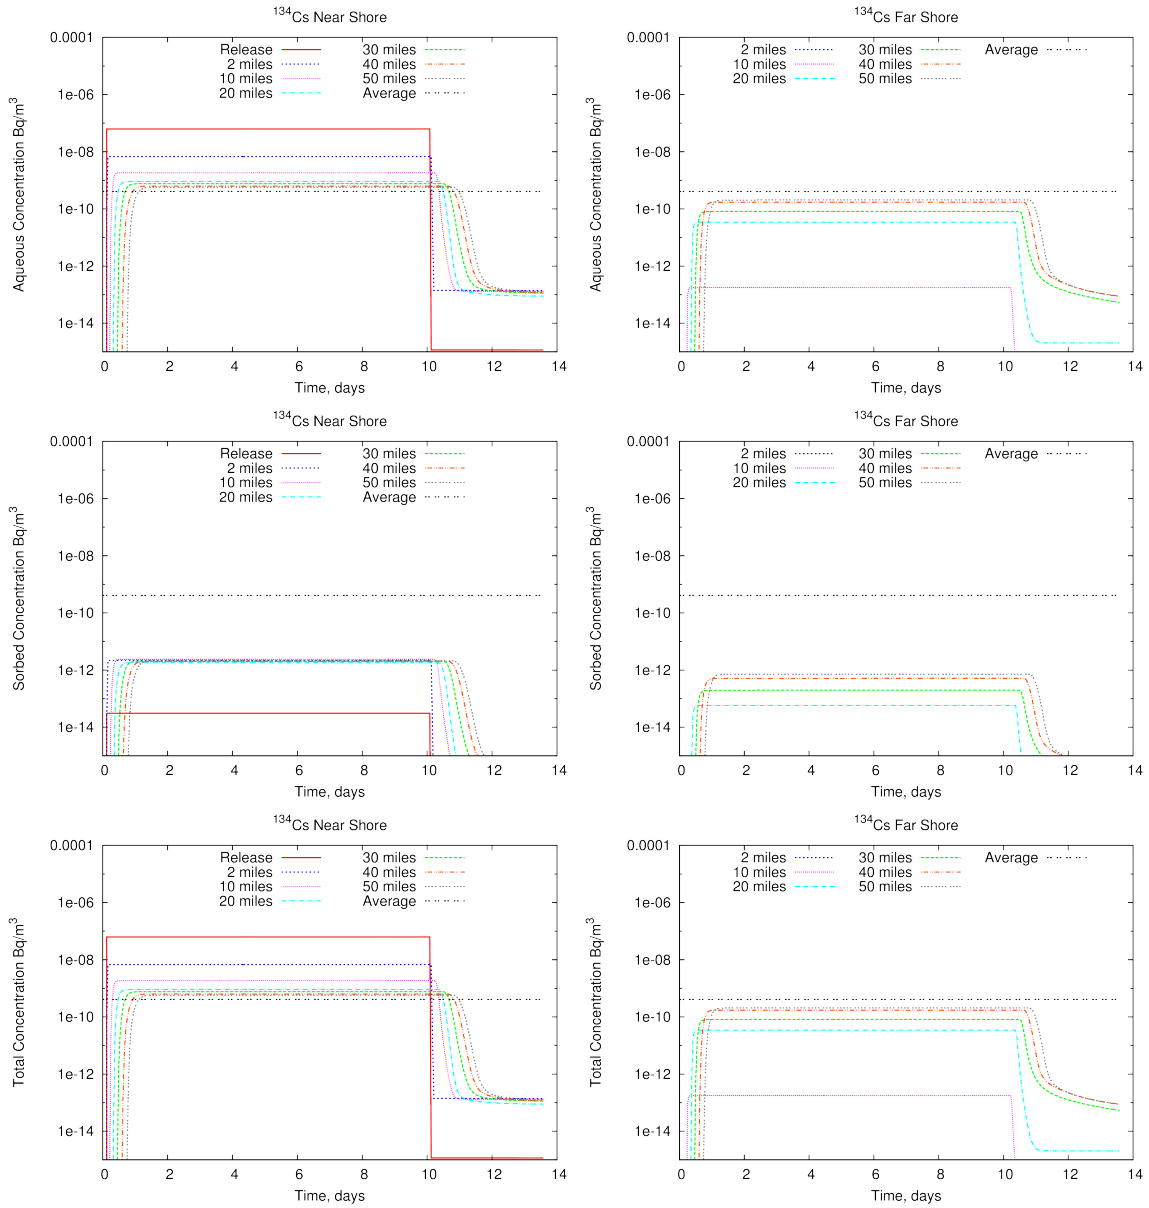 134Cs Near Shore
0.0001
1e-06
1e-08
1e-10
1e-12
1e-14
Aqueous Concentration Bq/m3
Release
2 miles
10 miles
20 miles
30 miles
40 miles
50 miles
Average
0 2 4 6 8 10 12 14
Time, days
134Cs Far Shore
0.0001
1e-06
1e-08
1e-10
1e-12
1e-14
Aqueous Concentration Bq/m3
2 miles
10 miles
20 miles
30 miles
40 miles
50 miles
Average
0 2 4 6 8 10 12 14
Time, days
134Cs Near Shore
0.0001
1e-06
1e-08
1e-10
1e-12
1e-14
Sorbed Concentration Bq/m3
Release
2 miles
10 miles
20 miles
30 miles
40 miles
50 miles
Average
0 2 4 6 8 10 12 14
Time, days
134Cs Far Shore
0.0001
1e-06
1e-08
1e-10
1e-12
1e-14
Sorbed Concentration Bq/m3
2 miles
10 miles
20 miles
30 miles
40 miles
50 miles
Average
0 2 4 6 8 10 12 14
Time, days
134Cs Near Shore
0.0001
1e-06
1e-08
1e-10
1e-12
1e-14
Total Concentration Bq/m3
Release
2 miles
10 miles
20 miles
30 miles
40 miles
50 miles
Average
0 2 4 6 8 10 12 14
Time, days
134Cs Far Shore
0.0001
1e-06
1e-08
1e-10
1e-12
1e-14
Total Concentration Bq/m3
2 miles
10 miles
20 miles
30 miles
40 miles
50 miles
Average
0 2 4 6 8 10 12 14
Time, days